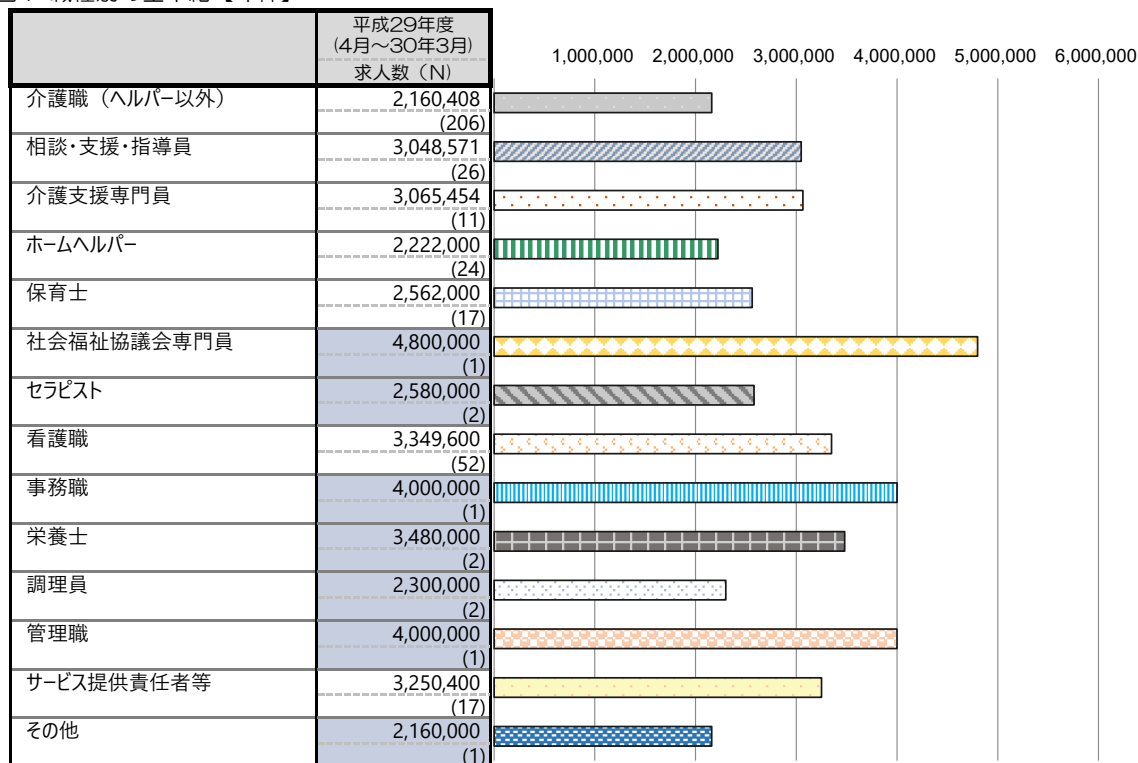 平成29年度
(4月～30年3月)
求人数（N）
1,000,000 2,000,000 3,000,000 4,000,000 5,000,000 6,000,000
介護職（ヘルパー以外） 2,160,408
(206)
相談・支援・指導員 3,048,571
(26)
介護支援専門員 3,065,454
(11)
ホームヘルパー 2,222,000
(24)
保育士 2,562,000
(17)
社会福祉協議会専門員 4,800,000
(1)
セラピスト 2,580,000
(2)
看護職 3,349,600
(52)
事務職 4,000,000
(1)
栄養士 3,480,000
(2)
調理員 2,300,000
(2)
管理職 4,000,000
(1)
サービス提供責任者等 3,250,400
(17)
その他 2,160,000
(1)